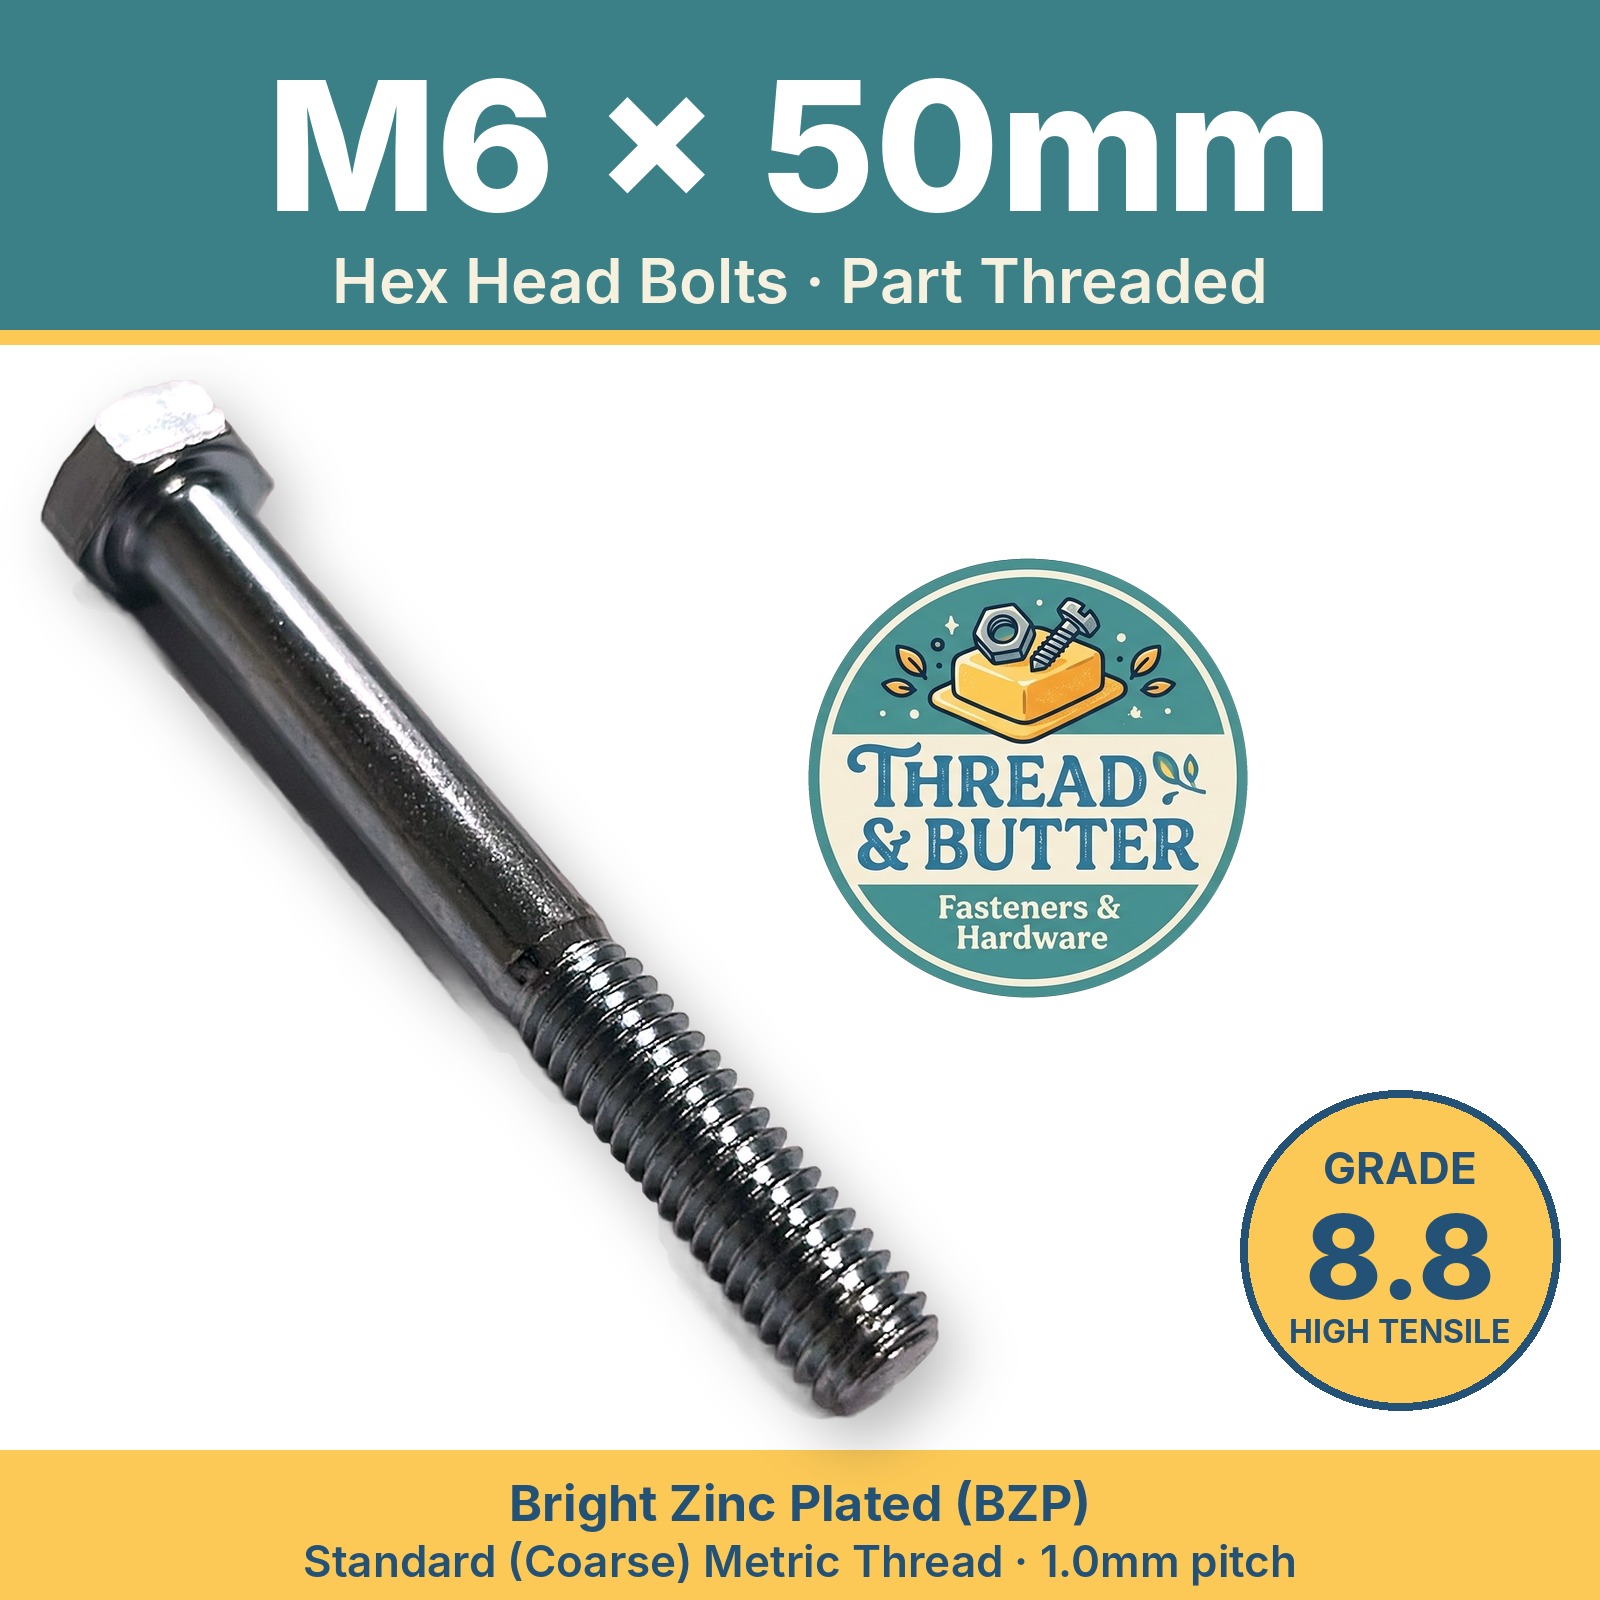 M6 × 50mm
Hex Head Bolts · Part Threaded
THREAD
& BUTTER
Fasteners &
Hardware
GRADE
8.8
HIGH TENSILE
Bright Zinc Plated (BZP)
Standard (Coarse) Metric Thread · 1.0mm pitch